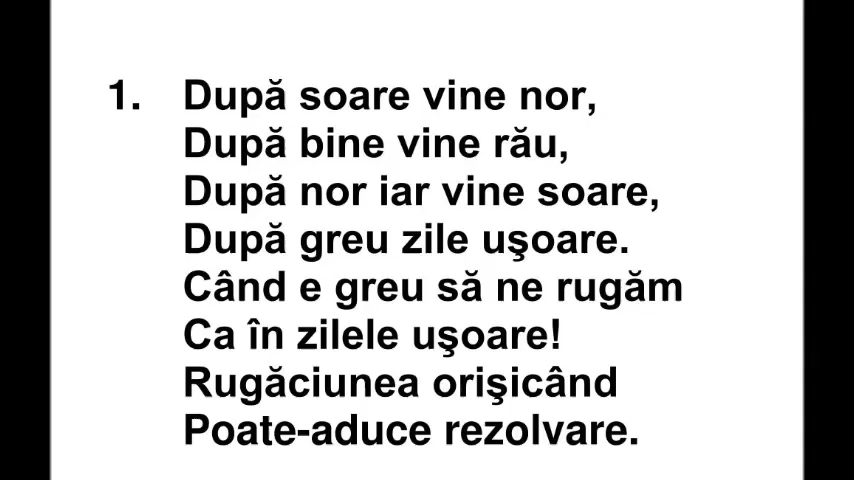 1. După soare vine nor,
După bine vine rău,
După nor iar vine soare,
După greu zile uşoare.
Când e greu să ne rugăm
Ca în zilele uşoare!
Rugăciunea orişicând
Poate-aduce rezolvare.